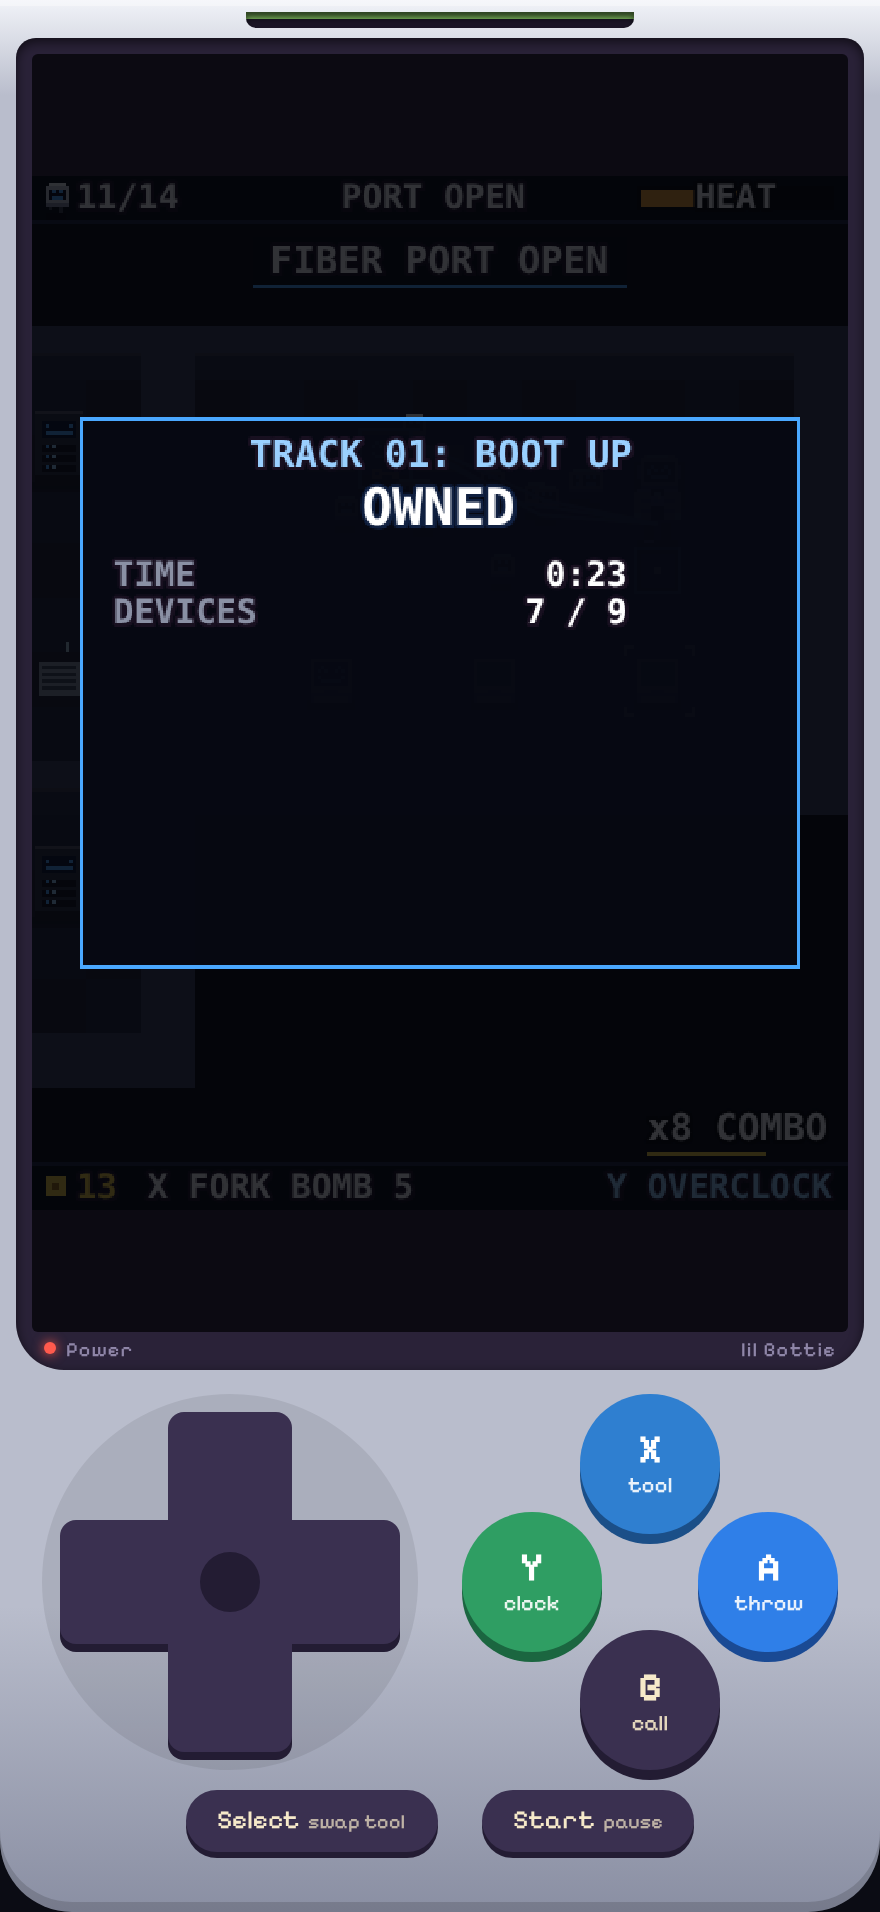 11/14 PORT OPEN HEAT
FIBER PORT OPEN
TRACK 01: BOOT UP
OWNED
TIME 0:23
DEVICES 7 / 9
x8 COMBO
13 X FORK BOMB 5 Y OVERCLOCK
Power lil Bottie
X
tool
Y
clock
A
throw
B
call
Select swap tool
Start pause